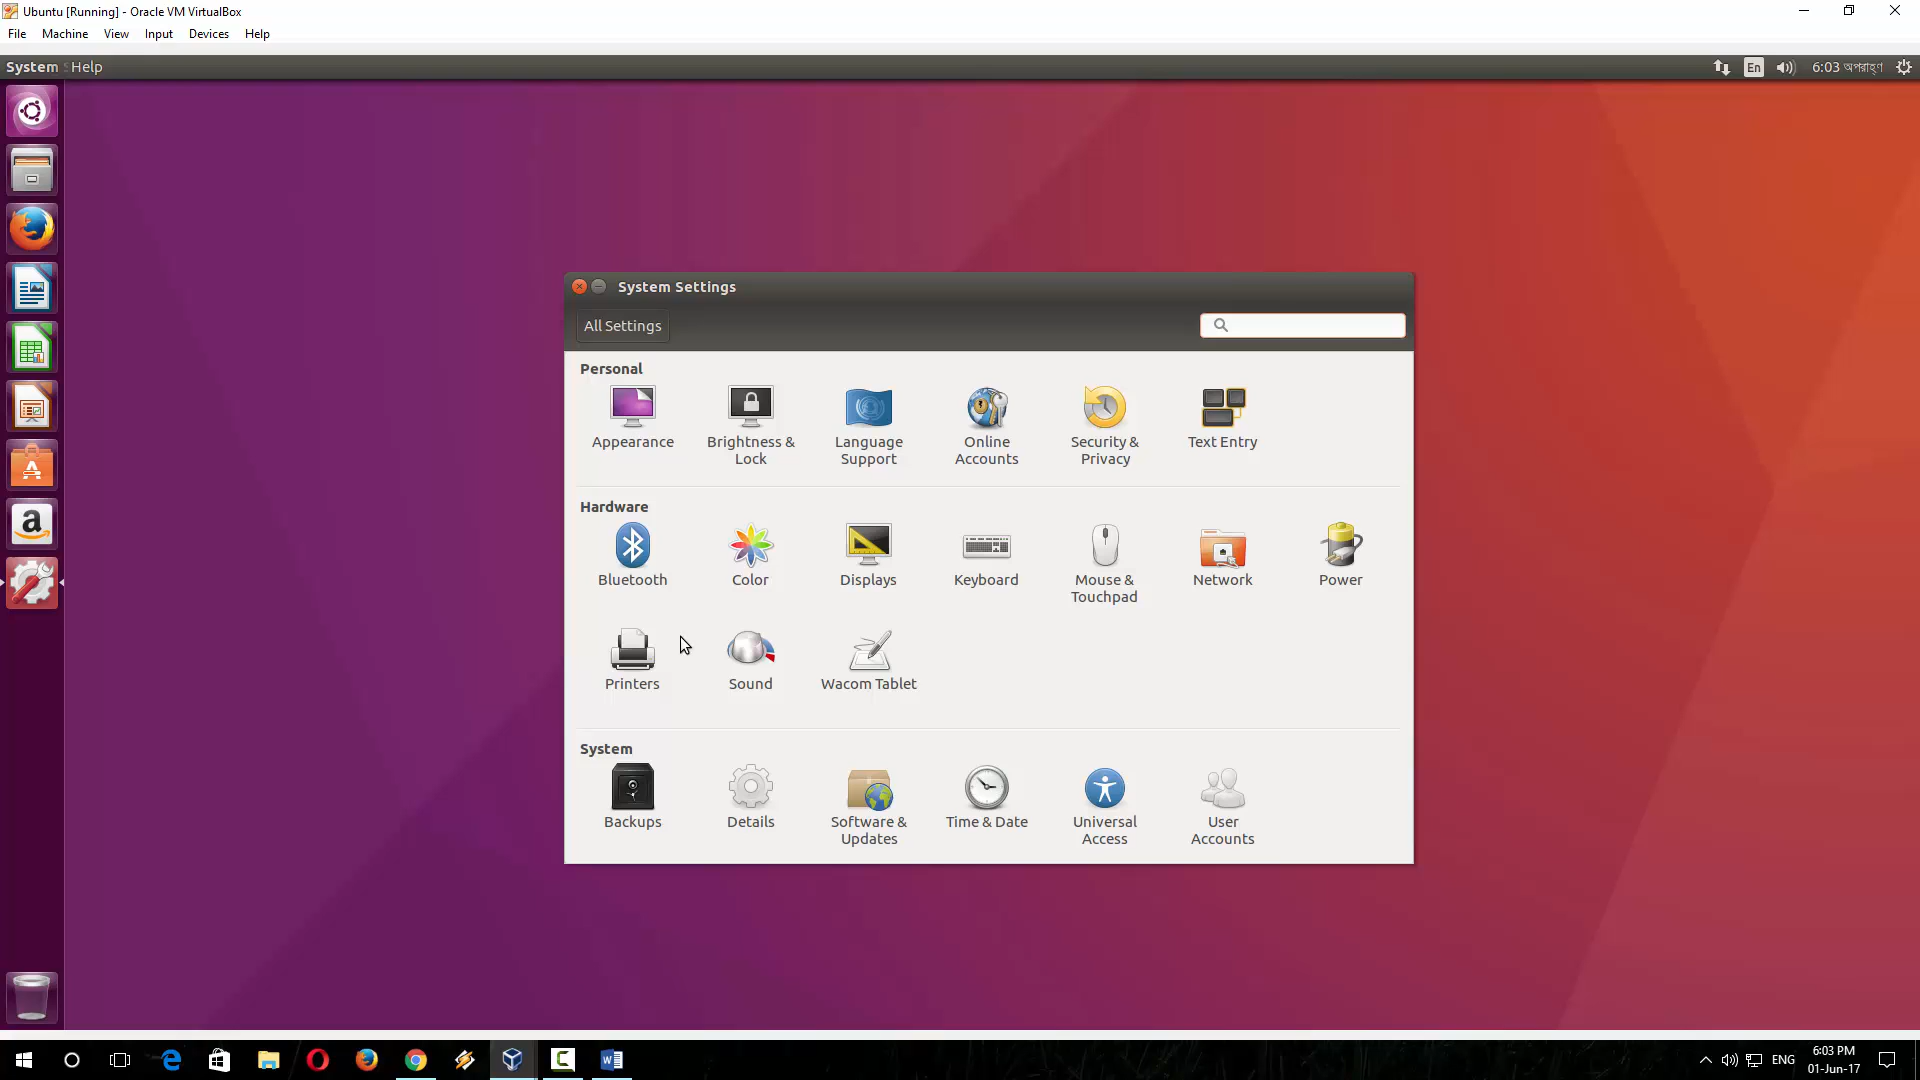 Ubuntu [Running] - Oracle VM VirtualBox
File Machine View Input Devices Help
System Help
En 6:03 অপরাহ্ণ
System Settings
All Settings
Personal
Appearance
Brightness & Lock
Language Support
Online Accounts
Security & Privacy
Text Entry
Hardware
Bluetooth
Color
Displays
Keyboard
Mouse & Touchpad
Network
Power
Printers
Sound
Wacom Tablet
System
Backups
Details
Software & Updates
Time & Date
Universal Access
User Accounts
ENG
6:03 PM
01-Jun-17